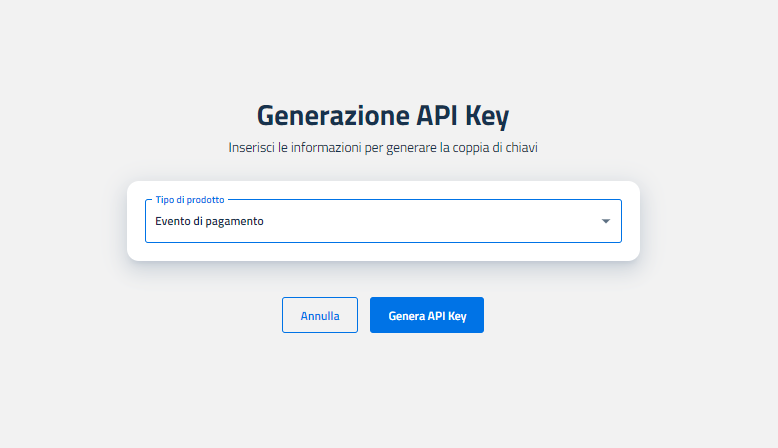 Generazione API Key
Inserisci le informazioni per generare la coppia di chiavi
Tipo di prodotto
Evento di pagamento
Annulla
Genera API Key